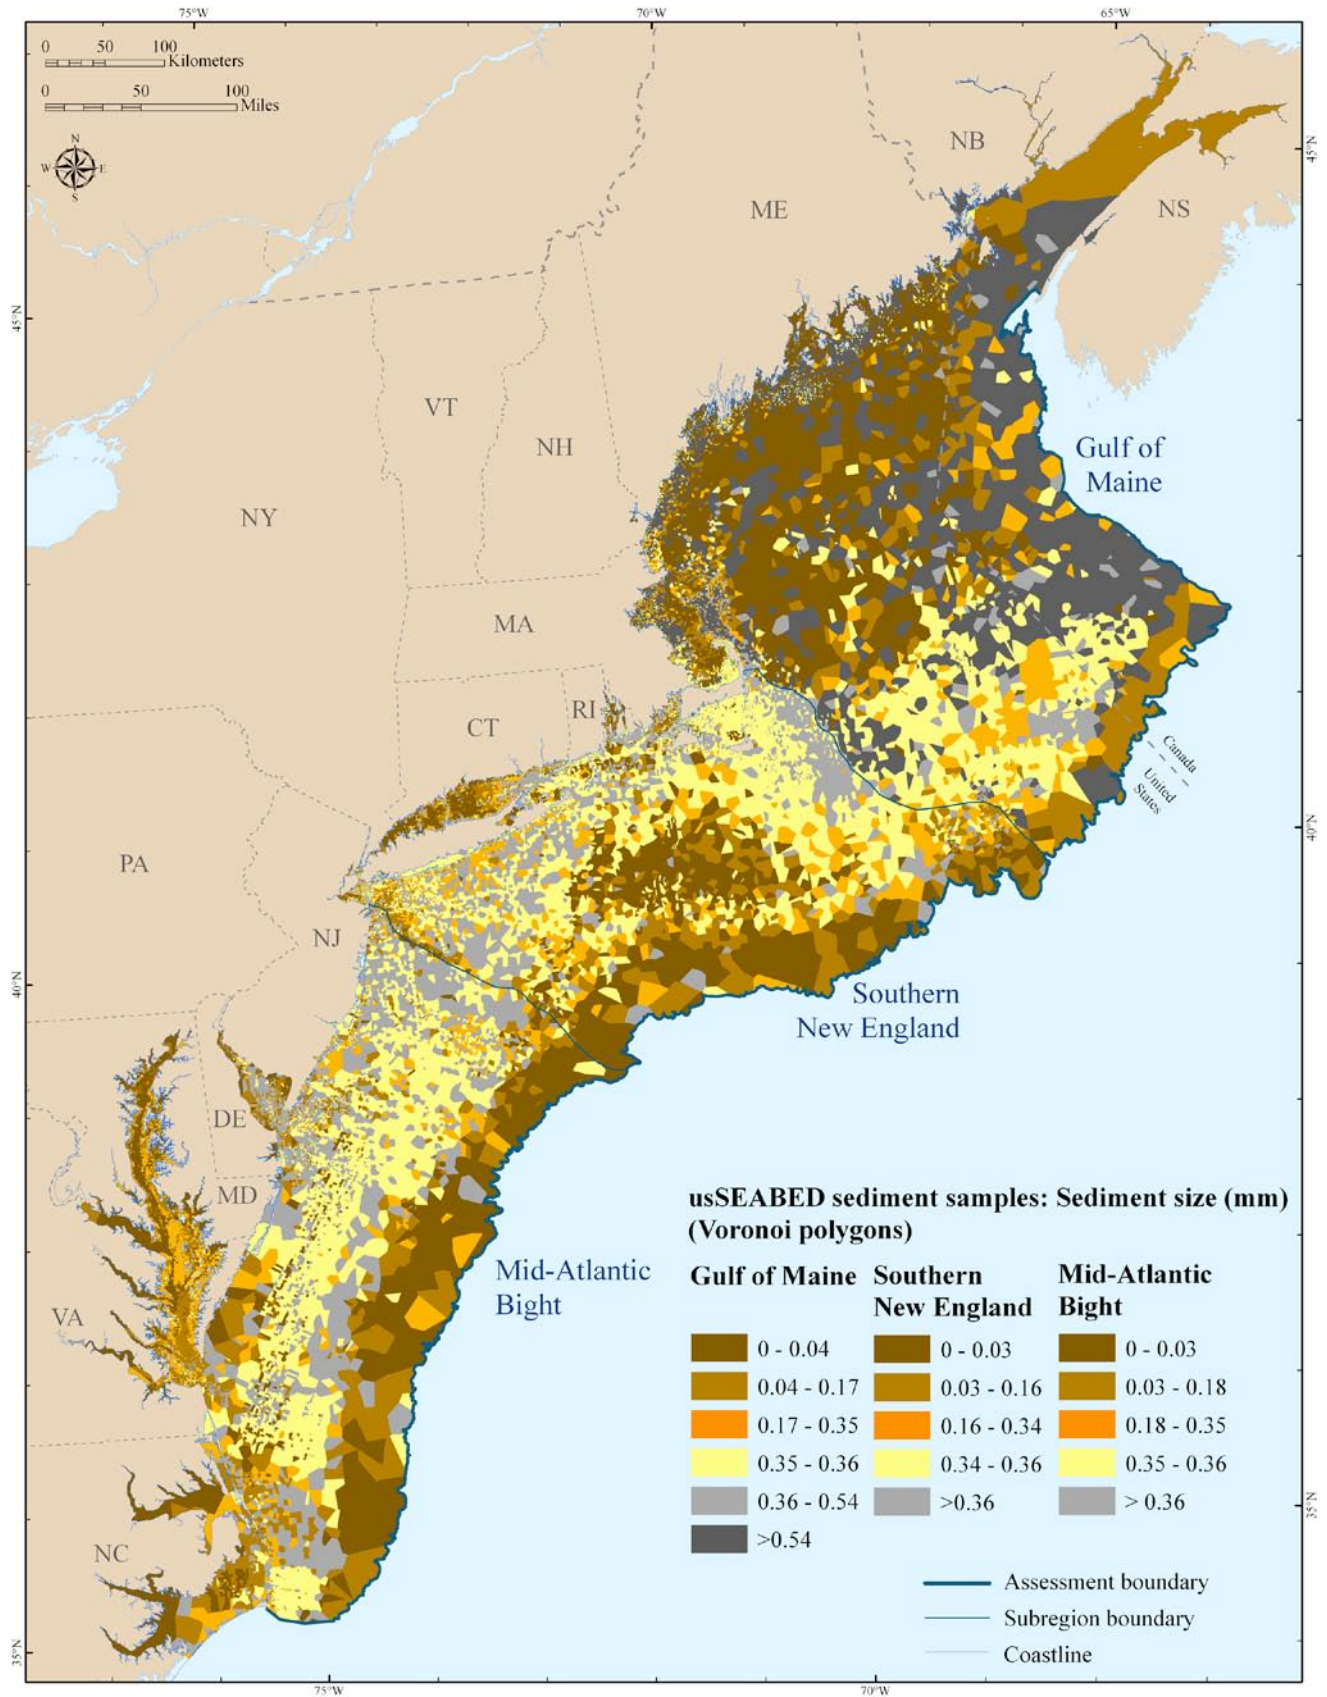 75°W 70°W 65°W
0 50 100
Kilometers
0 50 100
Miles
N
W E
S
NB
45°N
ME
NS
45°N
VT
NH
Gulf of
Maine
NY
MA
RI
CT
Canada
United
States
40°N
PA
NJ
40°N
Southern
New England
DE
MD
usSEABED sediment samples: Sediment size (mm)
(Voronoi polygons)
Mid-Atlantic
Bight
VA
Gulf of Maine
0 - 0.04
0.04 - 0.17
0.17 - 0.35
0.35 - 0.36
0.36 - 0.54
>0.54
Southern
New England
0 - 0.03
0.03 - 0.16
0.16 - 0.34
0.34 - 0.36
>0.36
Mid-Atlantic
Bight
0 - 0.03
0.03 - 0.18
0.18 - 0.35
0.35 - 0.36
> 0.36
35°N
NC
Assessment boundary
Subregion boundary
Coastline
35°N
75°W 70°W